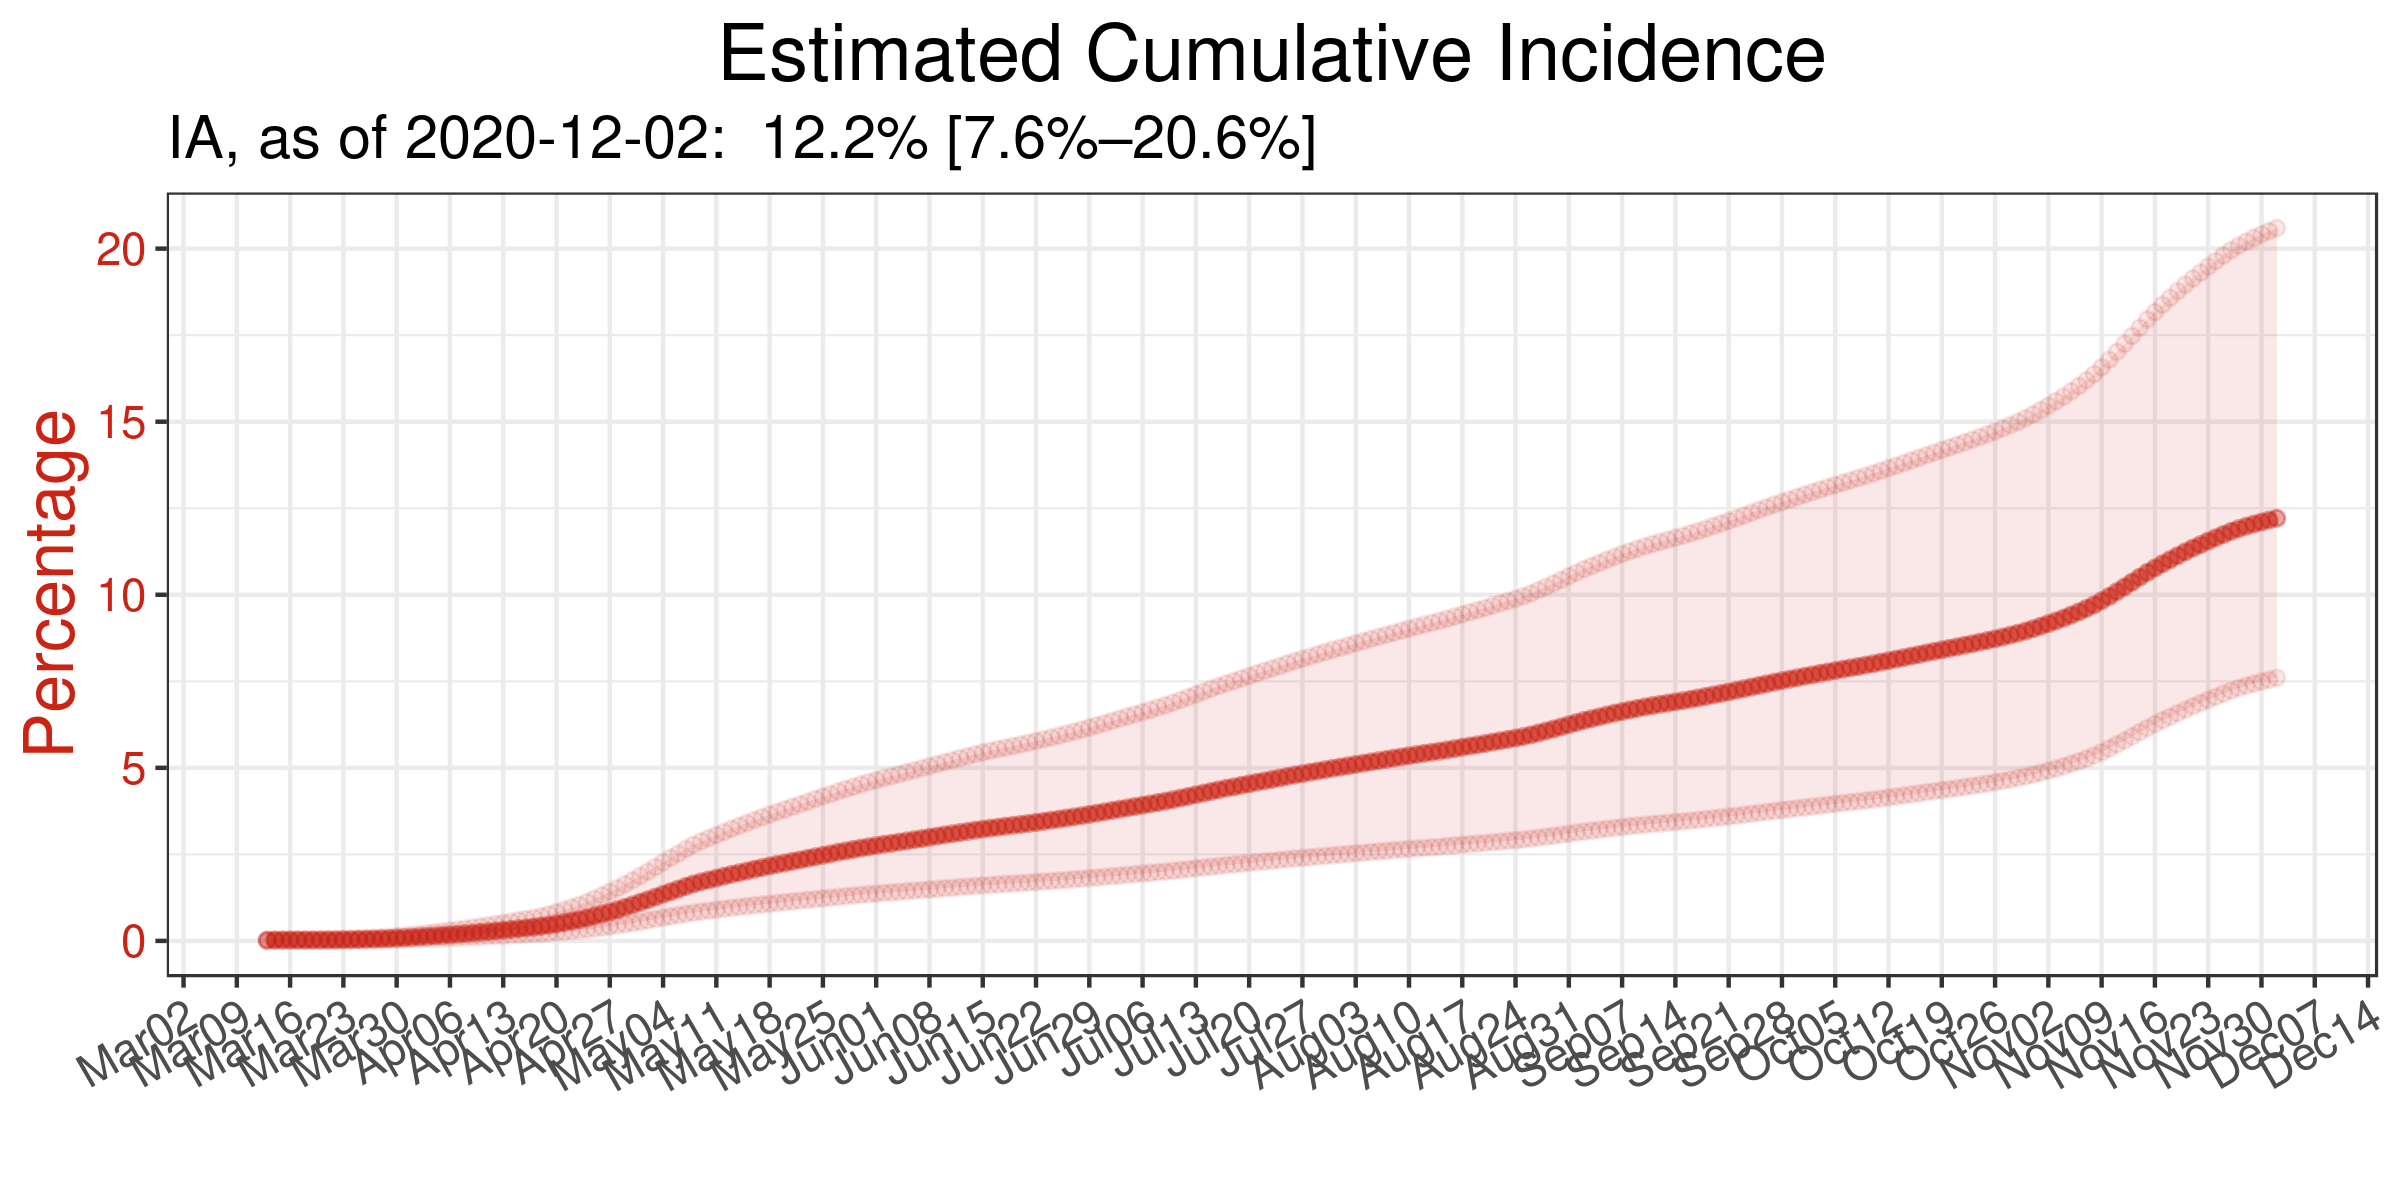 Estimated Cumulative Incidence
IA, as of 2020-12-02:  12.2% [7.6%–20.6%]
Percentage
20
15
10
5
0
Mar02
Mar09
Mar16
Mar23
Mar30
Apr06
Apr13
Apr20
Apr27
May04
May11
May18
May25
Jun01
Jun08
Jun15
Jun22
Jun29
Jul06
Jul13
Jul20
Jul27
Aug03
Aug10
Aug17
Aug24
Aug31
Sep07
Sep14
Sep21
Sep28
Oct05
Oct12
Oct19
Oct26
Nov02
Nov09
Nov16
Nov23
Nov30
Dec07
Dec14